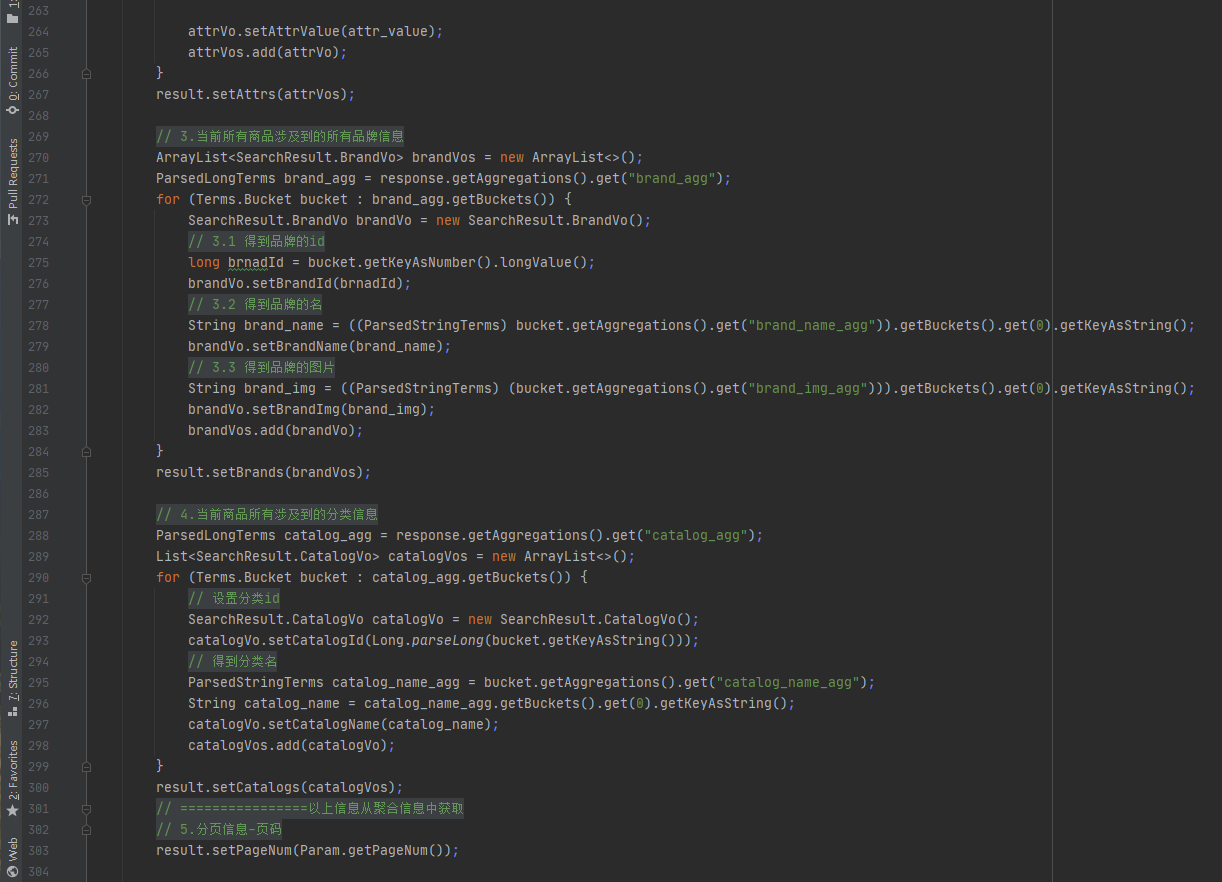 263
264 attrVo.setAttrValue(attr_value);
265 attrVos.add(attrVo);
266 }
267 result.setAttrs(attrVos);
268
269 // 3.当前所有商品涉及到的所有品牌信息
270 ArrayList<SearchResult.BrandVo> brandVos = new ArrayList<>();
271 ParsedLongTerms brand_agg = response.getAggregations().get("brand_agg");
272 for (Terms.Bucket bucket : brand_agg.getBuckets()) {
273 SearchResult.BrandVo brandVo = new SearchResult.BrandVo();
274 // 3.1 得到品牌的id
275 long brnadId = bucket.getKeyAsNumber().longValue();
276 brandVo.setBrandId(brnadId);
277 // 3.2 得到品牌的名
278 String brand_name = ((ParsedStringTerms) bucket.getAggregations().get("brand_name_agg")).getBuckets().get(0).getKeyAsString();
279 brandVo.setBrandName(brand_name);
280 // 3.3 得到品牌的图片
281 String brand_img = ((ParsedStringTerms) (bucket.getAggregations().get("brand_img_agg"))).getBuckets().get(0).getKeyAsString();
282 brandVo.setBrandImg(brand_img);
283 brandVos.add(brandVo);
284 }
285 result.setBrands(brandVos);
286
287 // 4.当前商品所有涉及到的分类信息
288 ParsedLongTerms catalog_agg = response.getAggregations().get("catalog_agg");
289 List<SearchResult.CatalogVo> catalogVos = new ArrayList<>();
290 for (Terms.Bucket bucket : catalog_agg.getBuckets()) {
291 // 设置分类id
292 SearchResult.CatalogVo catalogVo = new SearchResult.CatalogVo();
293 catalogVo.setCatalogId(Long.parseLong(bucket.getKeyAsString()));
294 // 得到分类名
295 ParsedStringTerms catalog_name_agg = bucket.getAggregations().get("catalog_name_agg");
296 String catalog_name = catalog_name_agg.getBuckets().get(0).getKeyAsString();
297 catalogVo.setCatalogName(catalog_name);
298 catalogVos.add(catalogVo);
299 }
300 result.setCatalogs(catalogVos);
301 // ================以上信息从聚合信息中获取
302 // 5.分页信息-页码
303 result.setPageNum(Param.getPageNum());
304
0: Commit
Pull Requests
7: Structure
2: Favorites
Web